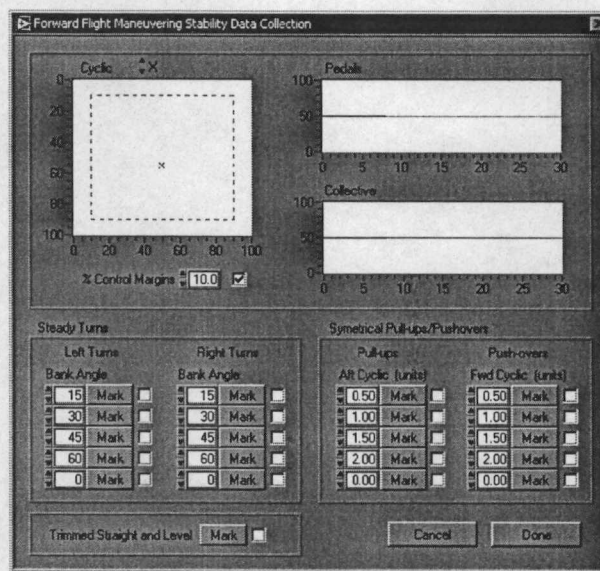 Forward Flight Maneuvering Stability Data Collection
Cyclic X
0
20
40
60
80
100
0 20 40 60 80 100
% Control Margins 10.0
Pedals
100
50
0
0 5 10 15 20 25 30
Collective
100
50
0
0 5 10 15 20 25 30
Steady Turns
Left Turns Right Turns
Bank Angle Bank Angle
15 Mark 15 Mark
30 Mark 30 Mark
45 Mark 45 Mark
60 Mark 60 Mark
0 Mark 0 Mark
Symetrical Pull-ups/Pushovers
Pull-ups Push-overs
Aft Cyclic (units) Fwd Cyclic (units)
0.50 Mark 0.50 Mark
1.00 Mark 1.00 Mark
1.50 Mark 1.50 Mark
2.00 Mark 2.00 Mark
0.00 Mark 0.00 Mark
Trimmed Straight and Level Mark
Cancel Done